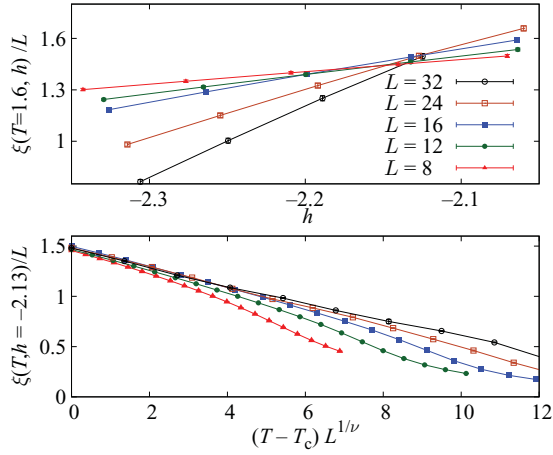 ξ(T=1.6, h) /L
1.6
1.3
1
−2.3
−2.2
−2.1
h
L = 32
L = 24
L = 16
L = 12
L = 8
ξ(T,h = −2.13)/L
1.5
1
0.5
0
0
2
4
6
8
10
12
(T − Tc) L^1/ν